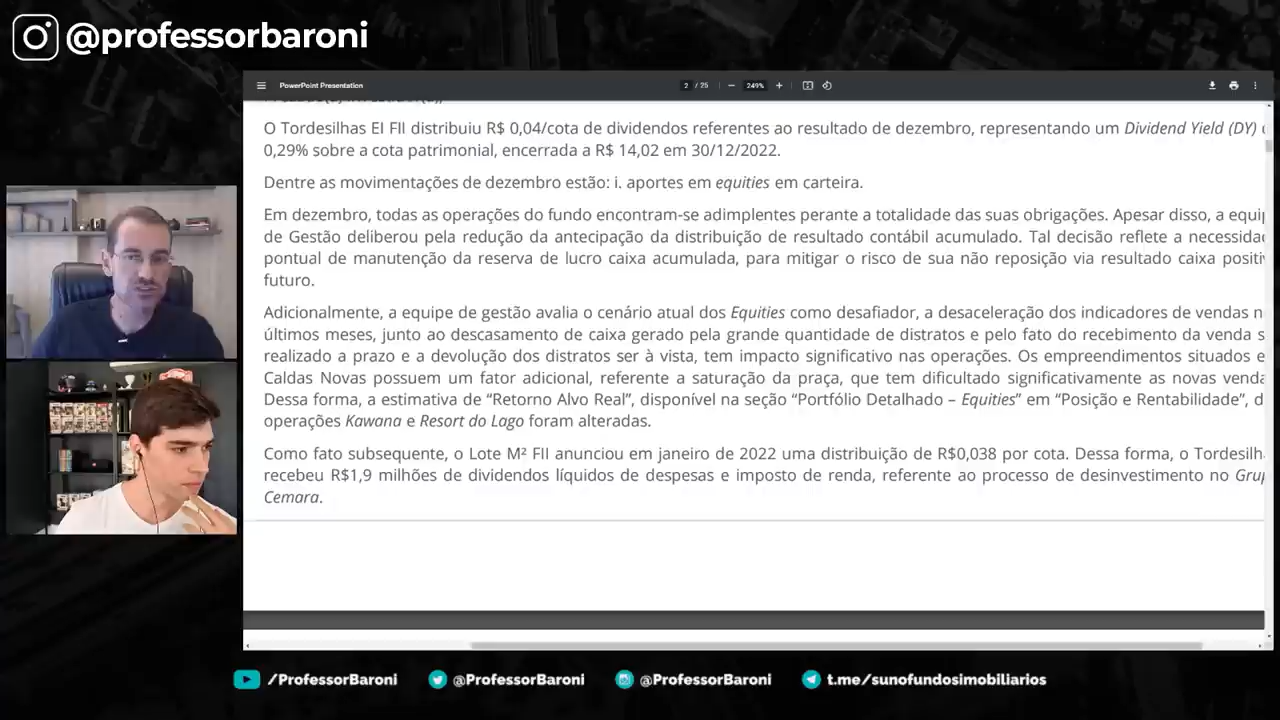 @professorbaroni
PowerPoint Presentation
2 / 25
249%
O Tordesilhas EI FII distribuiu R$ 0,04/cota de dividendos referentes ao resultado de dezembro, representando um Dividend Yield (DY)
0,29% sobre a cota patrimonial, encerrada a R$ 14,02 em 30/12/2022.
Dentre as movimentações de dezembro estão: i. aportes em equities em carteira.
Em dezembro, todas as operações do fundo encontram-se adimplentes perante a totalidade das suas obrigações. Apesar disso, a equip
de Gestão deliberou pela redução da antecipação da distribuição de resultado contábil acumulado. Tal decisão reflete a necessidad
pontual de manutenção da reserva de lucro caixa acumulada, para mitigar o risco de sua não reposição via resultado caixa positiv
futuro.
Adicionalmente, a equipe de gestão avalia o cenário atual dos Equities como desafiador, a desaceleração dos indicadores de vendas n
últimos meses, junto ao descasamento de caixa gerado pela grande quantidade de distratos e pelo fato do recebimento da venda s
realizado a prazo e a devolução dos distratos ser à vista, tem impacto significativo nas operações. Os empreendimentos situados e
Caldas Novas possuem um fator adicional, referente a saturação da praça, que tem dificultado significativamente as novas venda
Dessa forma, a estimativa de “Retorno Alvo Real”, disponível na seção “Portfólio Detalhado – Equities” em “Posição e Rentabilidade”, d
operações Kawana e Resort do Lago foram alteradas.
Como fato subsequente, o Lote M² FII anunciou em janeiro de 2022 uma distribuição de R$0,038 por cota. Dessa forma, o Tordesilh
recebeu R$1,9 milhões de dividendos líquidos de despesas e imposto de renda, referente ao processo de desinvestimento no Grup
Cemara.
/ProfessorBaroni
@ProfessorBaroni
@ProfessorBaroni
t.me/sunofundsimobiliarios